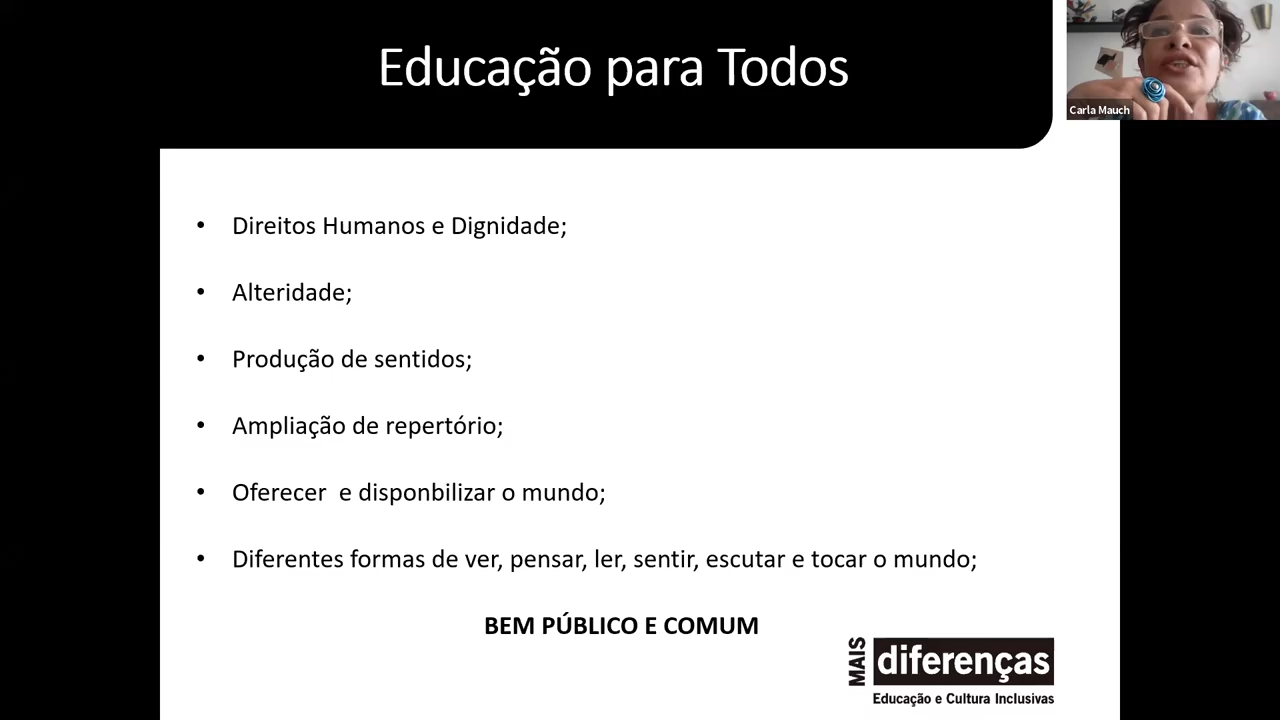 Educação para Todos
Carla Mauch
• Direitos Humanos e Dignidade;
• Alteridade;
• Produção de sentidos;
• Ampliação de repertório;
• Oferecer  e disponbilizar o mundo;
• Diferentes formas de ver, pensar, ler, sentir, escutar e tocar o mundo;
BEM PÚBLICO E COMUM
MAIS
diferenças
Educação e Cultura Inclusivas